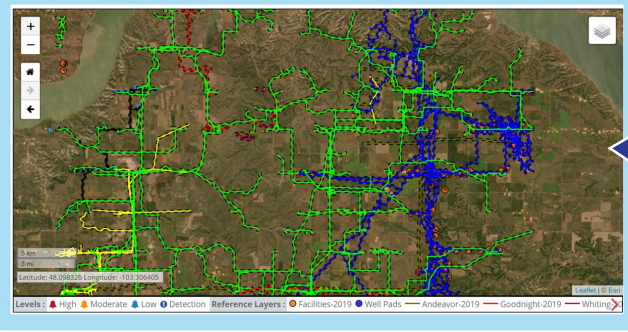 +
−
5 km
3 mi
Latitude: 48.098326 Longitude: -103.306405
Leaflet | © Esri
Levels : High Moderate Low Detection Reference Layers : Facilities-2019 Well Pads Andeavor-2019 Goodnight-2019 Whiting-20